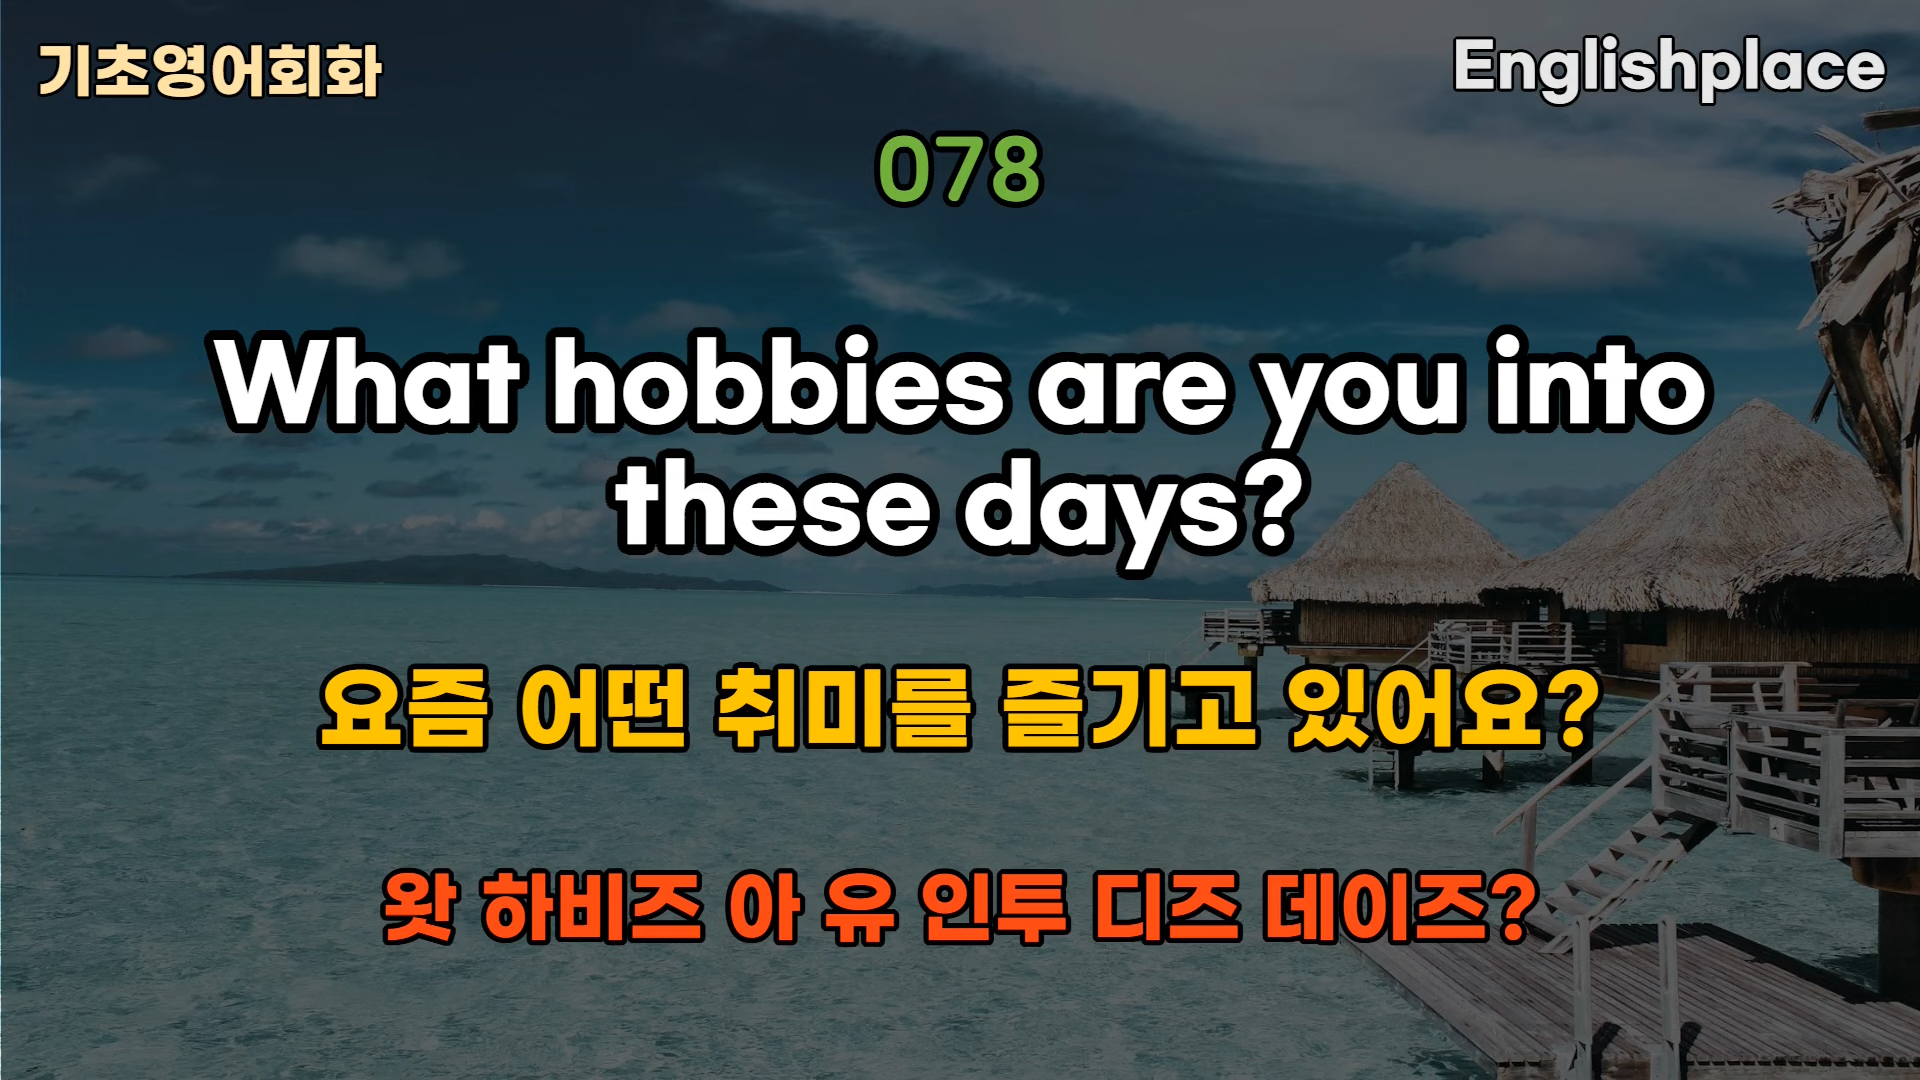 기초영어회화
Englishplace
078
What hobbies are you into
these days?
요즘 어떤 취미를 즐기고 있어요?
왓 하비즈 아 유 인투 디즈 데이즈?